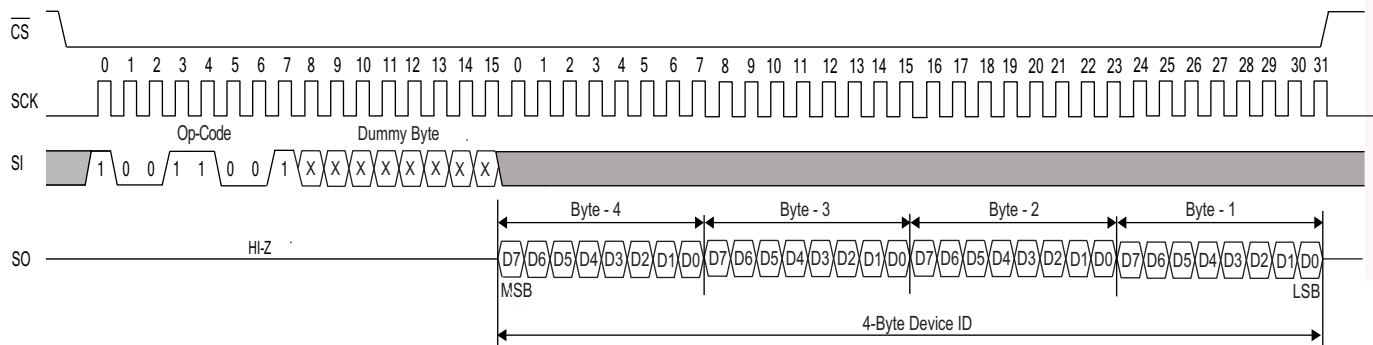 CS
0 1 2 3 4 5 6 7 8 9 10 11 12 13 14 15 0 1 2 3 4 5 6 7 8 9 10 11 12 13 14 15 16 17 18 19 20 21 22 23 24 25 26 27 28 29 30 31
SCK
Op-Code Dummy Byte
SI 1 0 0 1 1 0 0 1 X X X X X X X X
Byte - 4 Byte - 3 Byte - 2 Byte - 1
HI-Z
SO D7 D6 D5 D4 D3 D2 D1 D0 D7 D6 D5 D4 D3 D2 D1 D0 D7 D6 D5 D4 D3 D2 D1 D0 D7 D6 D5 D4 D3 D2 D1 D0
MSB LSB
4-Byte Device ID